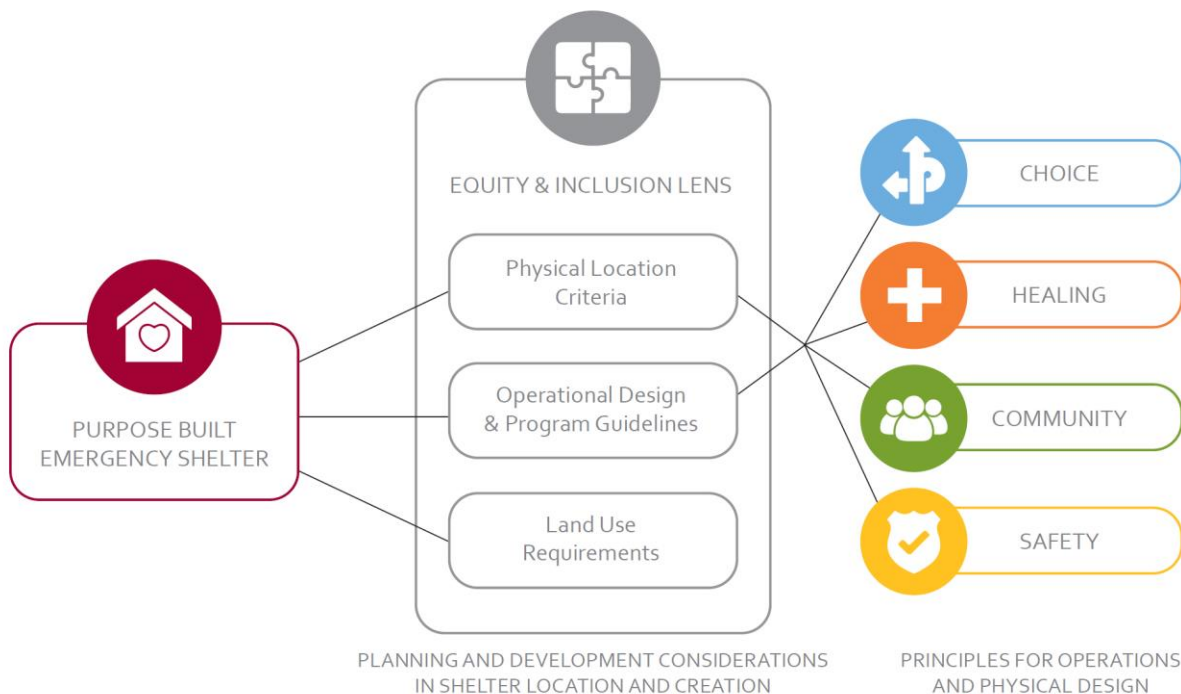 EQUITY & INCLUSION LENS
Physical Location
Criteria
Operational Design
& Program Guidelines
Land Use
Requirements
PURPOSE BUILT
EMERGENCY SHELTER
CHOICE
HEALING
COMMUNITY
SAFETY
PLANNING AND DEVELOPMENT CONSIDERATIONS
IN SHELTER LOCATION AND CREATION
PRINCIPLES FOR OPERATIONS
AND PHYSICAL DESIGN